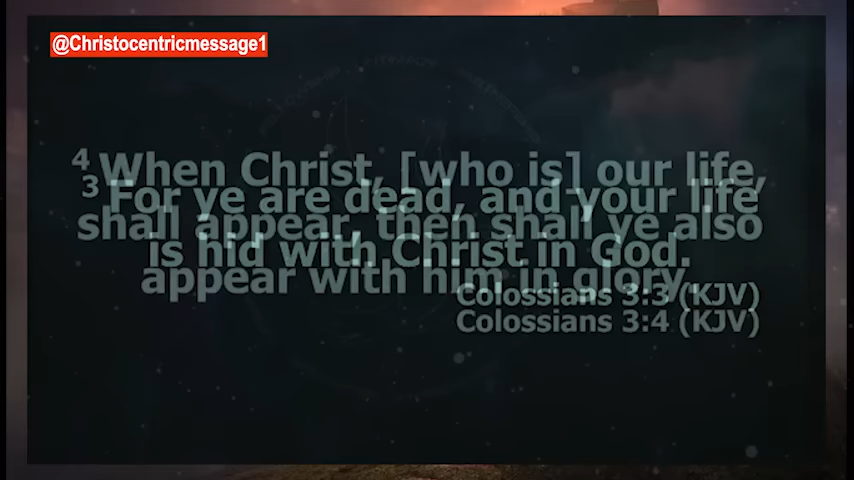 @Christocentricmessage1
4 When Christ, [who is] our life,
3 For ye are dead, and your life
shall appear, then shall ye also
is hid with Christ in God.
appear with him in glory.
Colossians 3:3 (KJV)
Colossians 3:4 (KJV)